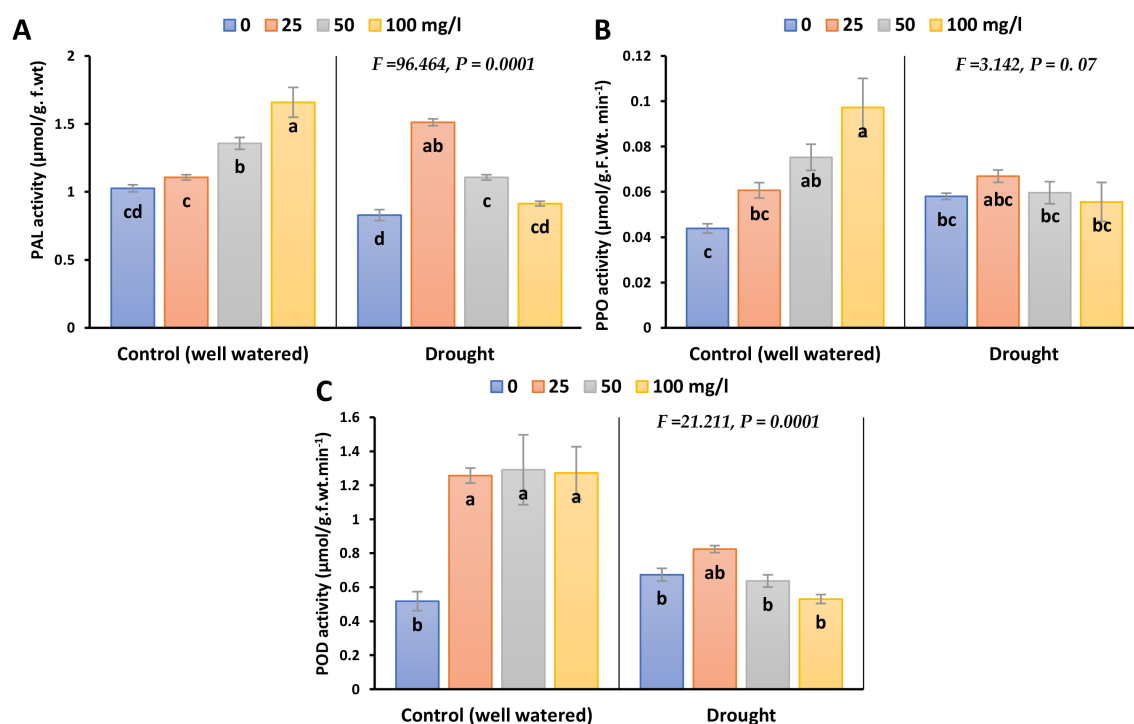 A
0 25 50 100 mg/l
F =96.464, P = 0.0001
PAL activity (µmol/g. f.wt)
2
1.5
1
0.5
0
cd
c
b
a
d
ab
c
cd
Control (well watered)
Drought
B
0 25 50 100 mg/l
F =3.142, P = 0. 07
PPO activity (µmol/g.F.Wt. min⁻¹)
0.12
0.1
0.08
0.06
0.04
0.02
0
c
bc
ab
a
bc
abc
bc
bc
Control (well watered)
Drought
C
0 25 50 100 mg/l
F =21.211, P = 0.0001
POD activity (µmol/g.f.wt.min⁻¹)
1.6
1.4
1.2
1
0.8
0.6
0.4
0.2
0
b
a
a
a
b
ab
b
b
Control (well watered)
Drought